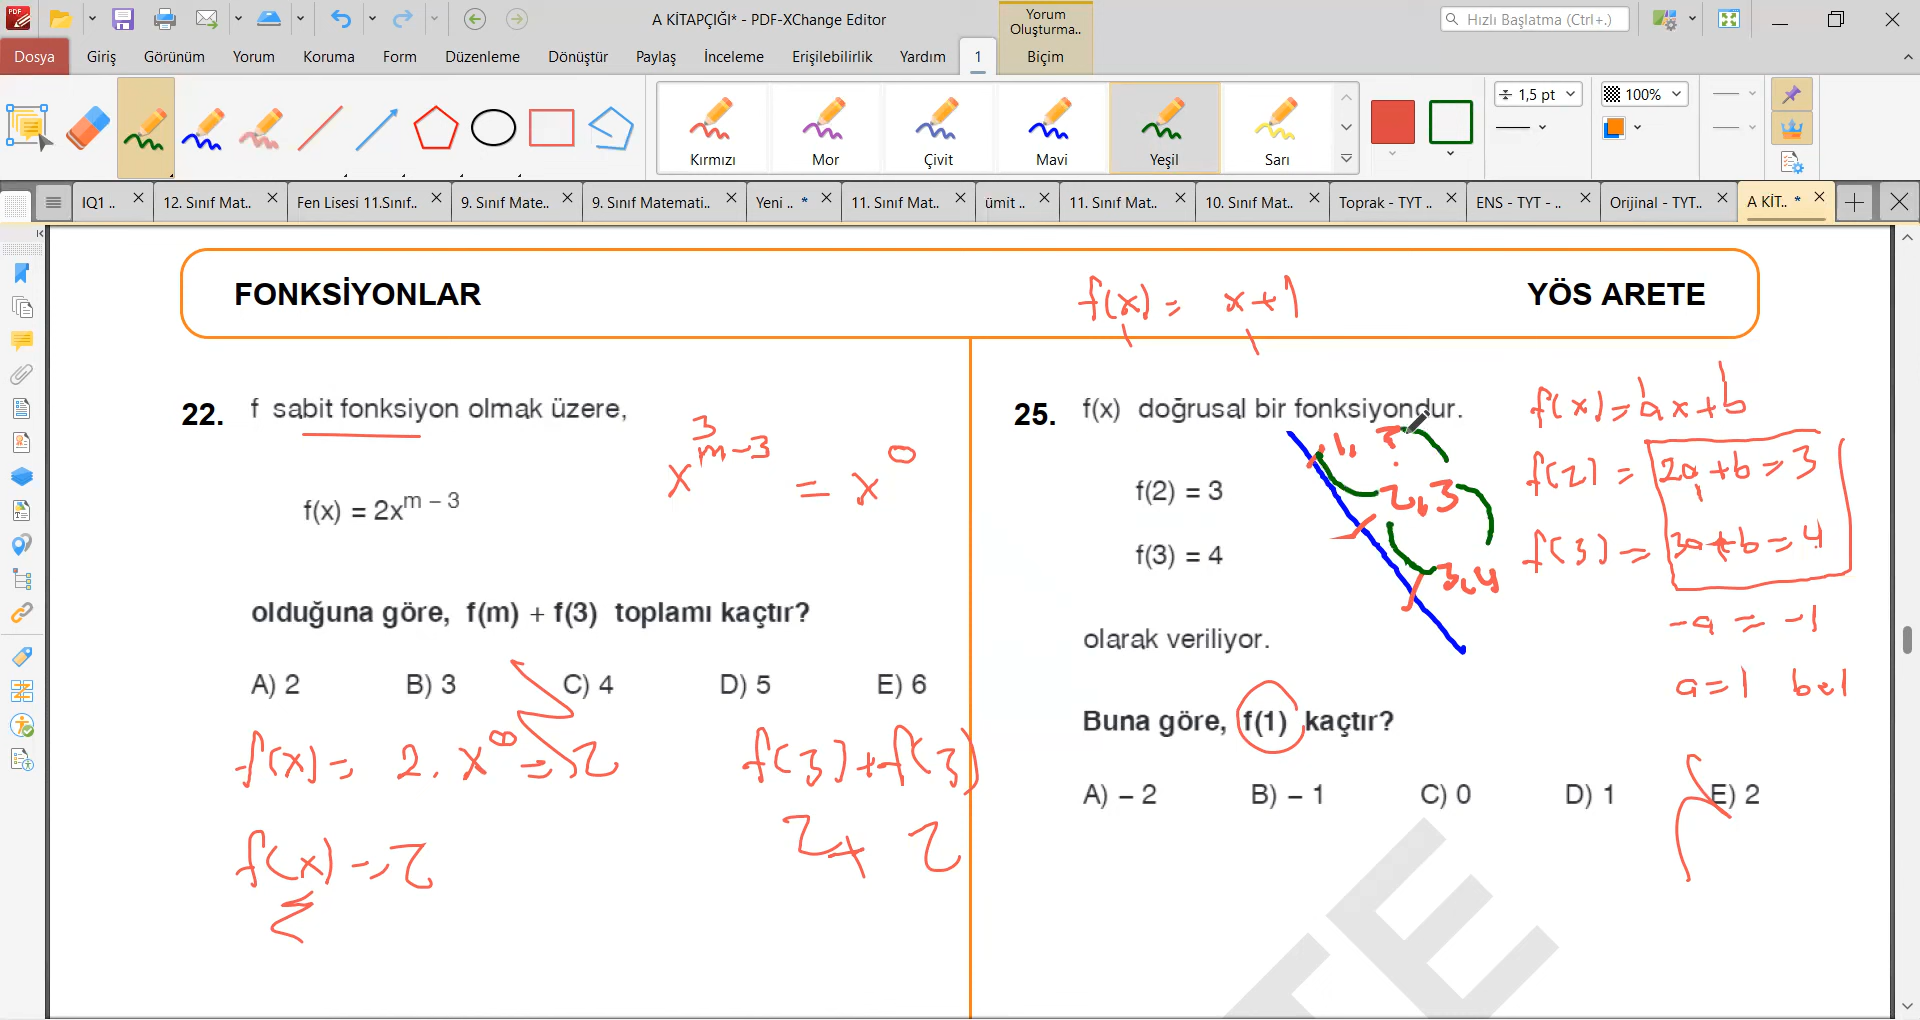 A KİTAPÇIĞI* - PDF-XChange Editor
Yorum
Oluşturma..
Hızlı Başlatma (Ctrl+.)
Dosya Giriş Görünüm Yorum Koruma Form Düzenleme Dönüştür Paylaş İnceleme Erişilebilirlik Yardım 1 Biçim
1,5 pt 100%
Kırmızı Mor Çivit Mavi Yeşil Sarı
IQ1 .. 12. Sınıf Mat.. Fen Lisesi 11.Sınıf.. 9. Sınıf Mate.. 9. Sınıf Matemati.. Yeni .. * 11. Sınıf Mat.. ümit .. 11. Sınıf Mat.. 10. Sınıf Mat.. Toprak - TYT .. ENS - TYT - .. Orijinal - TYT.. A KİT.. *
FONKSİYONLAR
f(x) = x+1
YÖS ARETE
22. f sabit fonksiyon olmak üzere,
3
x^{m-3} = x^0
f(x) = 2x^{m – 3}
olduğuna göre, f(m) + f(3) toplamı kaçtır?
A) 2 B) 3 C) 4 D) 5 E) 6
f(x) = 2. x^0 = 2
f(3)+f(3)
f(x) = 2
2+ 2
25. f(x) doğrusal bir fonksiyondur.
f(x)=ax+b
1, ?
f(2) = 3
2,3
f(2) = 2a+b=3
f(3) = 4
3,4
f(3) = 3a+b=4
-a = -1
olarak veriliyor.
a=1 b=1
Buna göre, f(1) kaçtır?
A) – 2 B) – 1 C) 0 D) 1 E) 2
TE